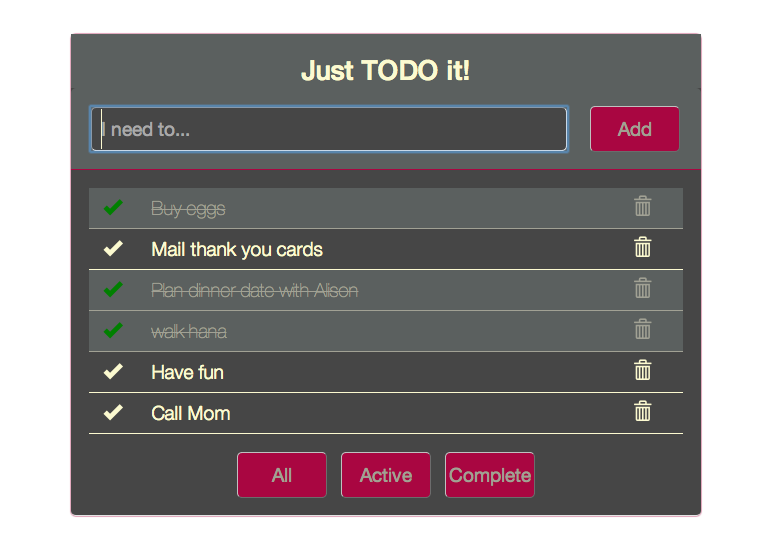 Just TODO it!
I need to...
Add
Buy eggs
Mail thank you cards
Plan dinner date with Alison
walk hana
Have fun
Call Mom
All Active Complete